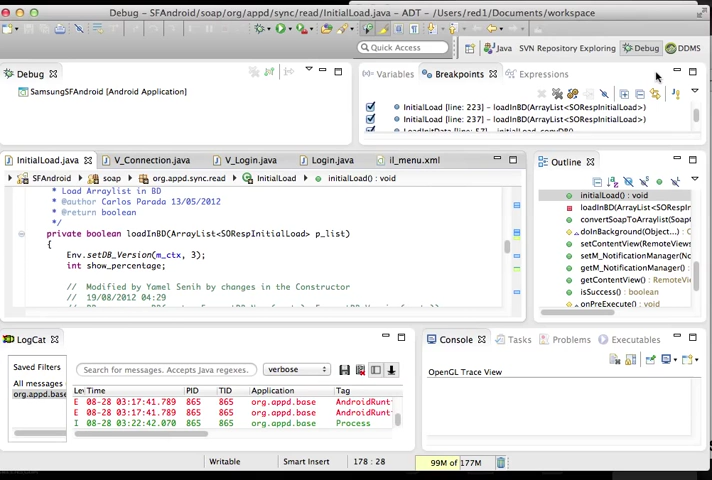 Debug - SFAndroid/soap/org/appd/sync/read/InitialLoad.java - ADT - /Users/red1/Documents/workspace
Quick Access
Java
SVN Repository Exploring
Debug
DDMS
Debug
SamsungSFAndroid [Android Application]
Variables
Breakpoints
Expressions
InitialLoad [line: 223] - loadInBD(ArrayList<SORespInitialLoad>)
InitialLoad [line: 237] - loadInBD(ArrayList<SORespInitialLoad>)
InitialLoad.java
V_Connection.java
V_Login.java
Login.java
il_menu.xml
SFAndroid
soap
org.appd.sync.read
InitialLoad
initialLoad() : void
* Load Arraylist in BD
* @author Carlos Parada 13/05/2012
* @return boolean
*/
private boolean loadInBD(ArrayList<SORespInitialLoad> p_list)
{
Env.setDB_Version(m_ctx, 3);
int show_percentage;
// Modified by Yamel Senih by changes in the Constructor
// 19/08/2012 04:29
Outline
initialLoad() : void
loadInBD(ArrayList<SORespIn
convertSoapToArraylist(Soap
doInBackground(Object...)
setContentView(RemoteViews
setM_NotificationManager(No
getM_NotificationManager()
getContentView() : RemoteV
isSuccess() : boolean
onPreExecute() : void
LogCat
Saved Filters
All messages
org.appd.base
Search for messages. Accepts Java regexes.
verbose
Time PID TID Application Tag
E 08-28 03:17:41.789 865 865 org.appd.base AndroidRunt
E 08-28 03:17:41.789 865 865 org.appd.base AndroidRunt
I 08-28 03:22:42.070 865 865 org.appd.base Process
Console
Tasks
Problems
Executables
OpenGL Trace View
Writable
Smart Insert
178 : 28
99M of 177M